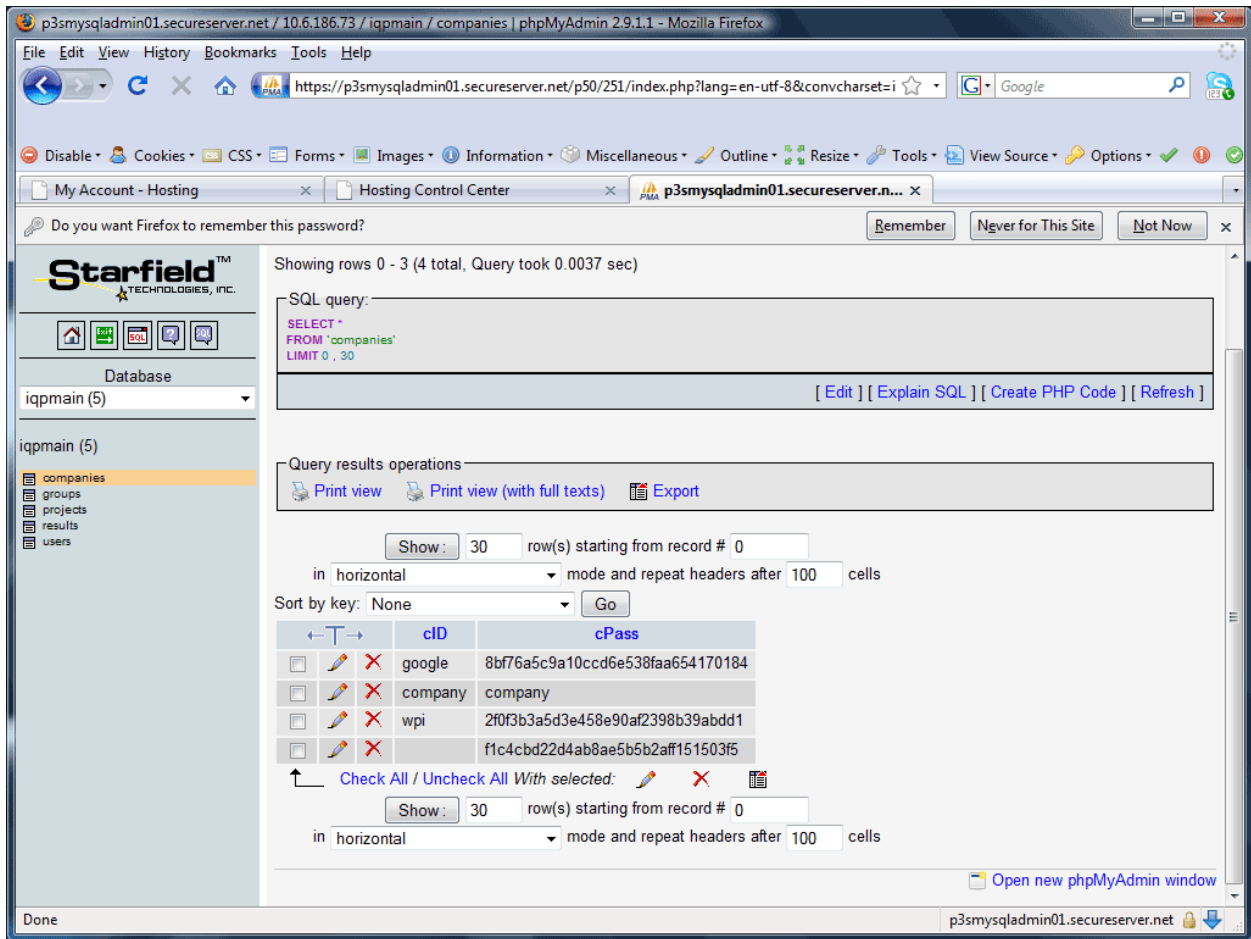 p3smysqladmin01.secureserver.net / 10.6.186.73 / iqpmain / companies | phpMyAdmin 2.9.1.1 - Mozilla Firefox
File Edit View History Bookmarks Tools Help
PMA https://p3smysqladmin01.secureserver.net/p50/251/index.php?lang=en-utf-8&convcharset=i G Google
Disable Cookies CSS Forms Images Information Miscellaneous Outline Resize Tools View Source Options
My Account - Hosting Hosting Control Center PMA p3smysqladmin01.secureserver.n...
Do you want Firefox to remember this password? Remember Never for This Site Not Now
Starfield™
TECHNOLOGIES, INC.
Exit SQL ? SQL
Database
iqpmain (5)
iqpmain (5)
companies
groups
projects
results
users
Showing rows 0 - 3 (4 total, Query took 0.0037 sec)
SQL query:
SELECT *
FROM `companies`
LIMIT 0 , 30
[ Edit ] [ Explain SQL ] [ Create PHP Code ] [ Refresh ]
Query results operations
Print view Print view (with full texts) Export
Show : 30 row(s) starting from record # 0
in horizontal mode and repeat headers after 100 cells
Sort by key: None Go
←T→ cID cPass
google 8bf76a5c9a10ccd6e538faa654170184
company company
wpi 2f0f3b3a5d3e458e90af2398b39abdd1
f1c4cbd22d4ab8ae5b5b2aff151503f5
Check All / Uncheck All With selected:
Show : 30 row(s) starting from record # 0
in horizontal mode and repeat headers after 100 cells
Open new phpMyAdmin window
Done p3smysqladmin01.secureserver.net